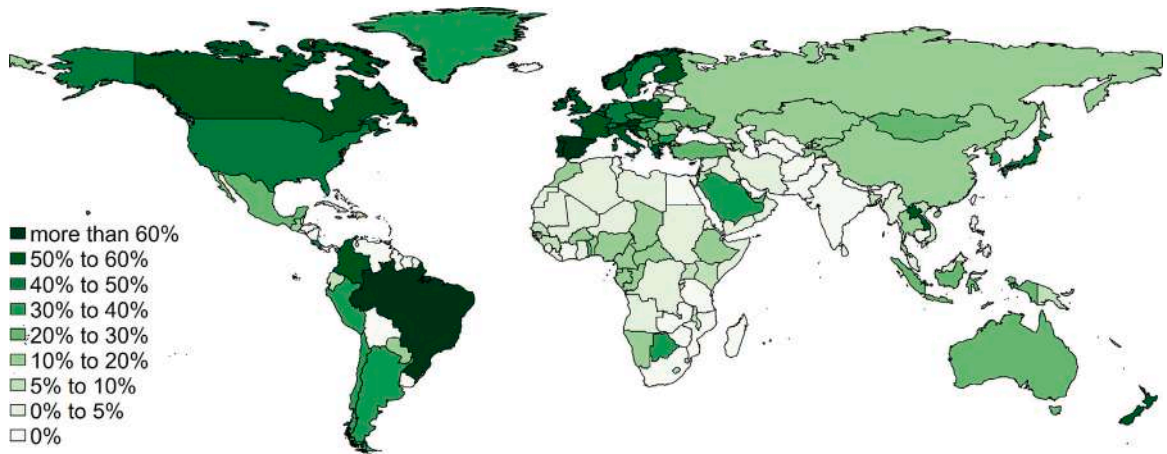 more than 60%
50% to 60%
40% to 50%
30% to 40%
20% to 30%
10% to 20%
5% to 10%
0% to 5%
0%